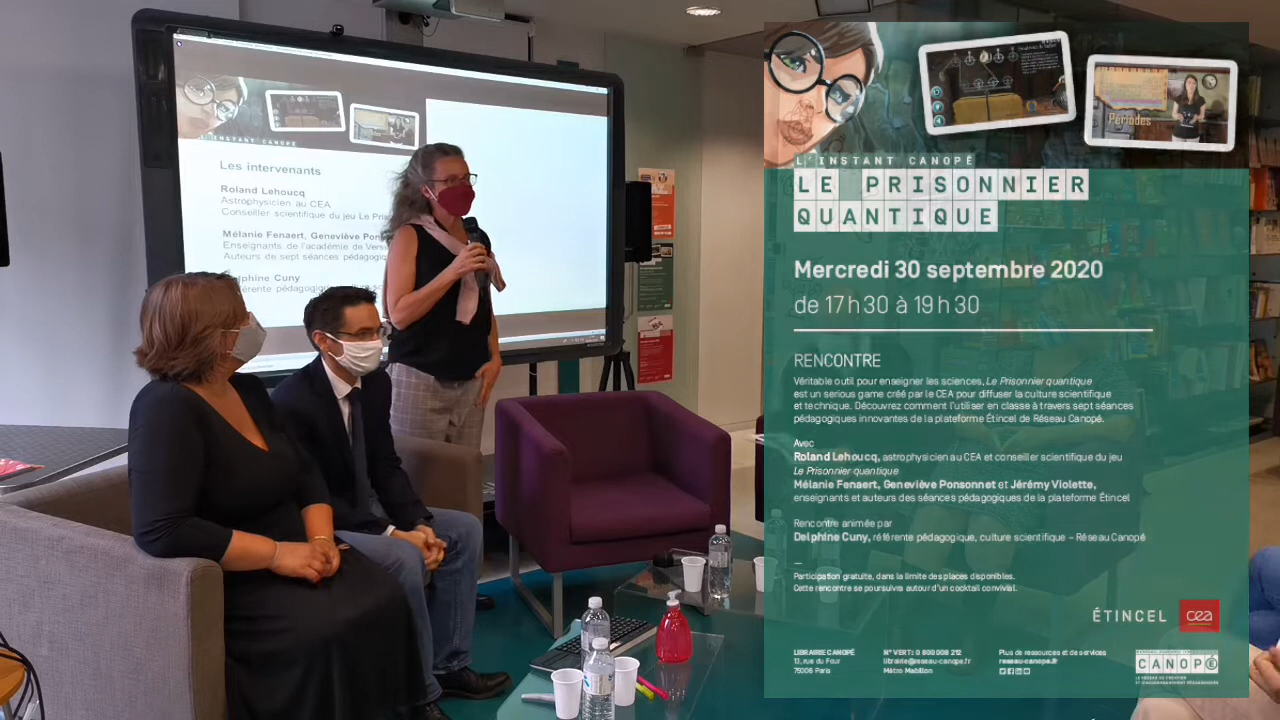 L'INSTANT CANOPÉ
Les intervenants
Roland Lehoucq
Astrophysicien au CEA
Conseiller scientifique du jeu Le
Mélanie Fenaert, Geneviève
Enseignants de l'académie de
Auteurs de sept séances
Cuny
pédagogique
L'INSTANT CANOPÉ
LE PRISONNIER
QUANTIQUE
Périodes
Mercredi 30 septembre 2020
de 17h30 à 19h30
RENCONTRE
Véritable outil pour enseigner les sciences, Le Prisonnier quantique
est un serious game créé par le CEA pour diffuser la culture scientifique
et technique. Découvrez comment l'utiliser en classe à travers sept séances
pédagogiques innovantes de la plateforme Étincel de Réseau Canopé.
Avec
Roland Lehoucq, astrophysicien au CEA et conseiller scientifique du jeu
Le Prisonnier quantique
Mélanie Fenaert, Geneviève Ponsonnet et Jérémy Violette,
enseignants et auteurs des séances pédagogiques de la plateforme Étincel
Rencontre animée par
Delphine Cuny, référente pédagogique, culture scientifique – Réseau Canopé
—
Participation gratuite, dans la limite des places disponibles.
Cette rencontre se poursuivra autour d'un cocktail convivial.
ÉTINCEL
cea
LIBRAIRIE CANOPÉ
13, rue du Four
75006 Paris
N° VERT : 0 800 008 212
librairie@reseau-canope.fr
Métro Mabillon
Plus de ressources et de services
reseau-canope.fr
CANOPÉ